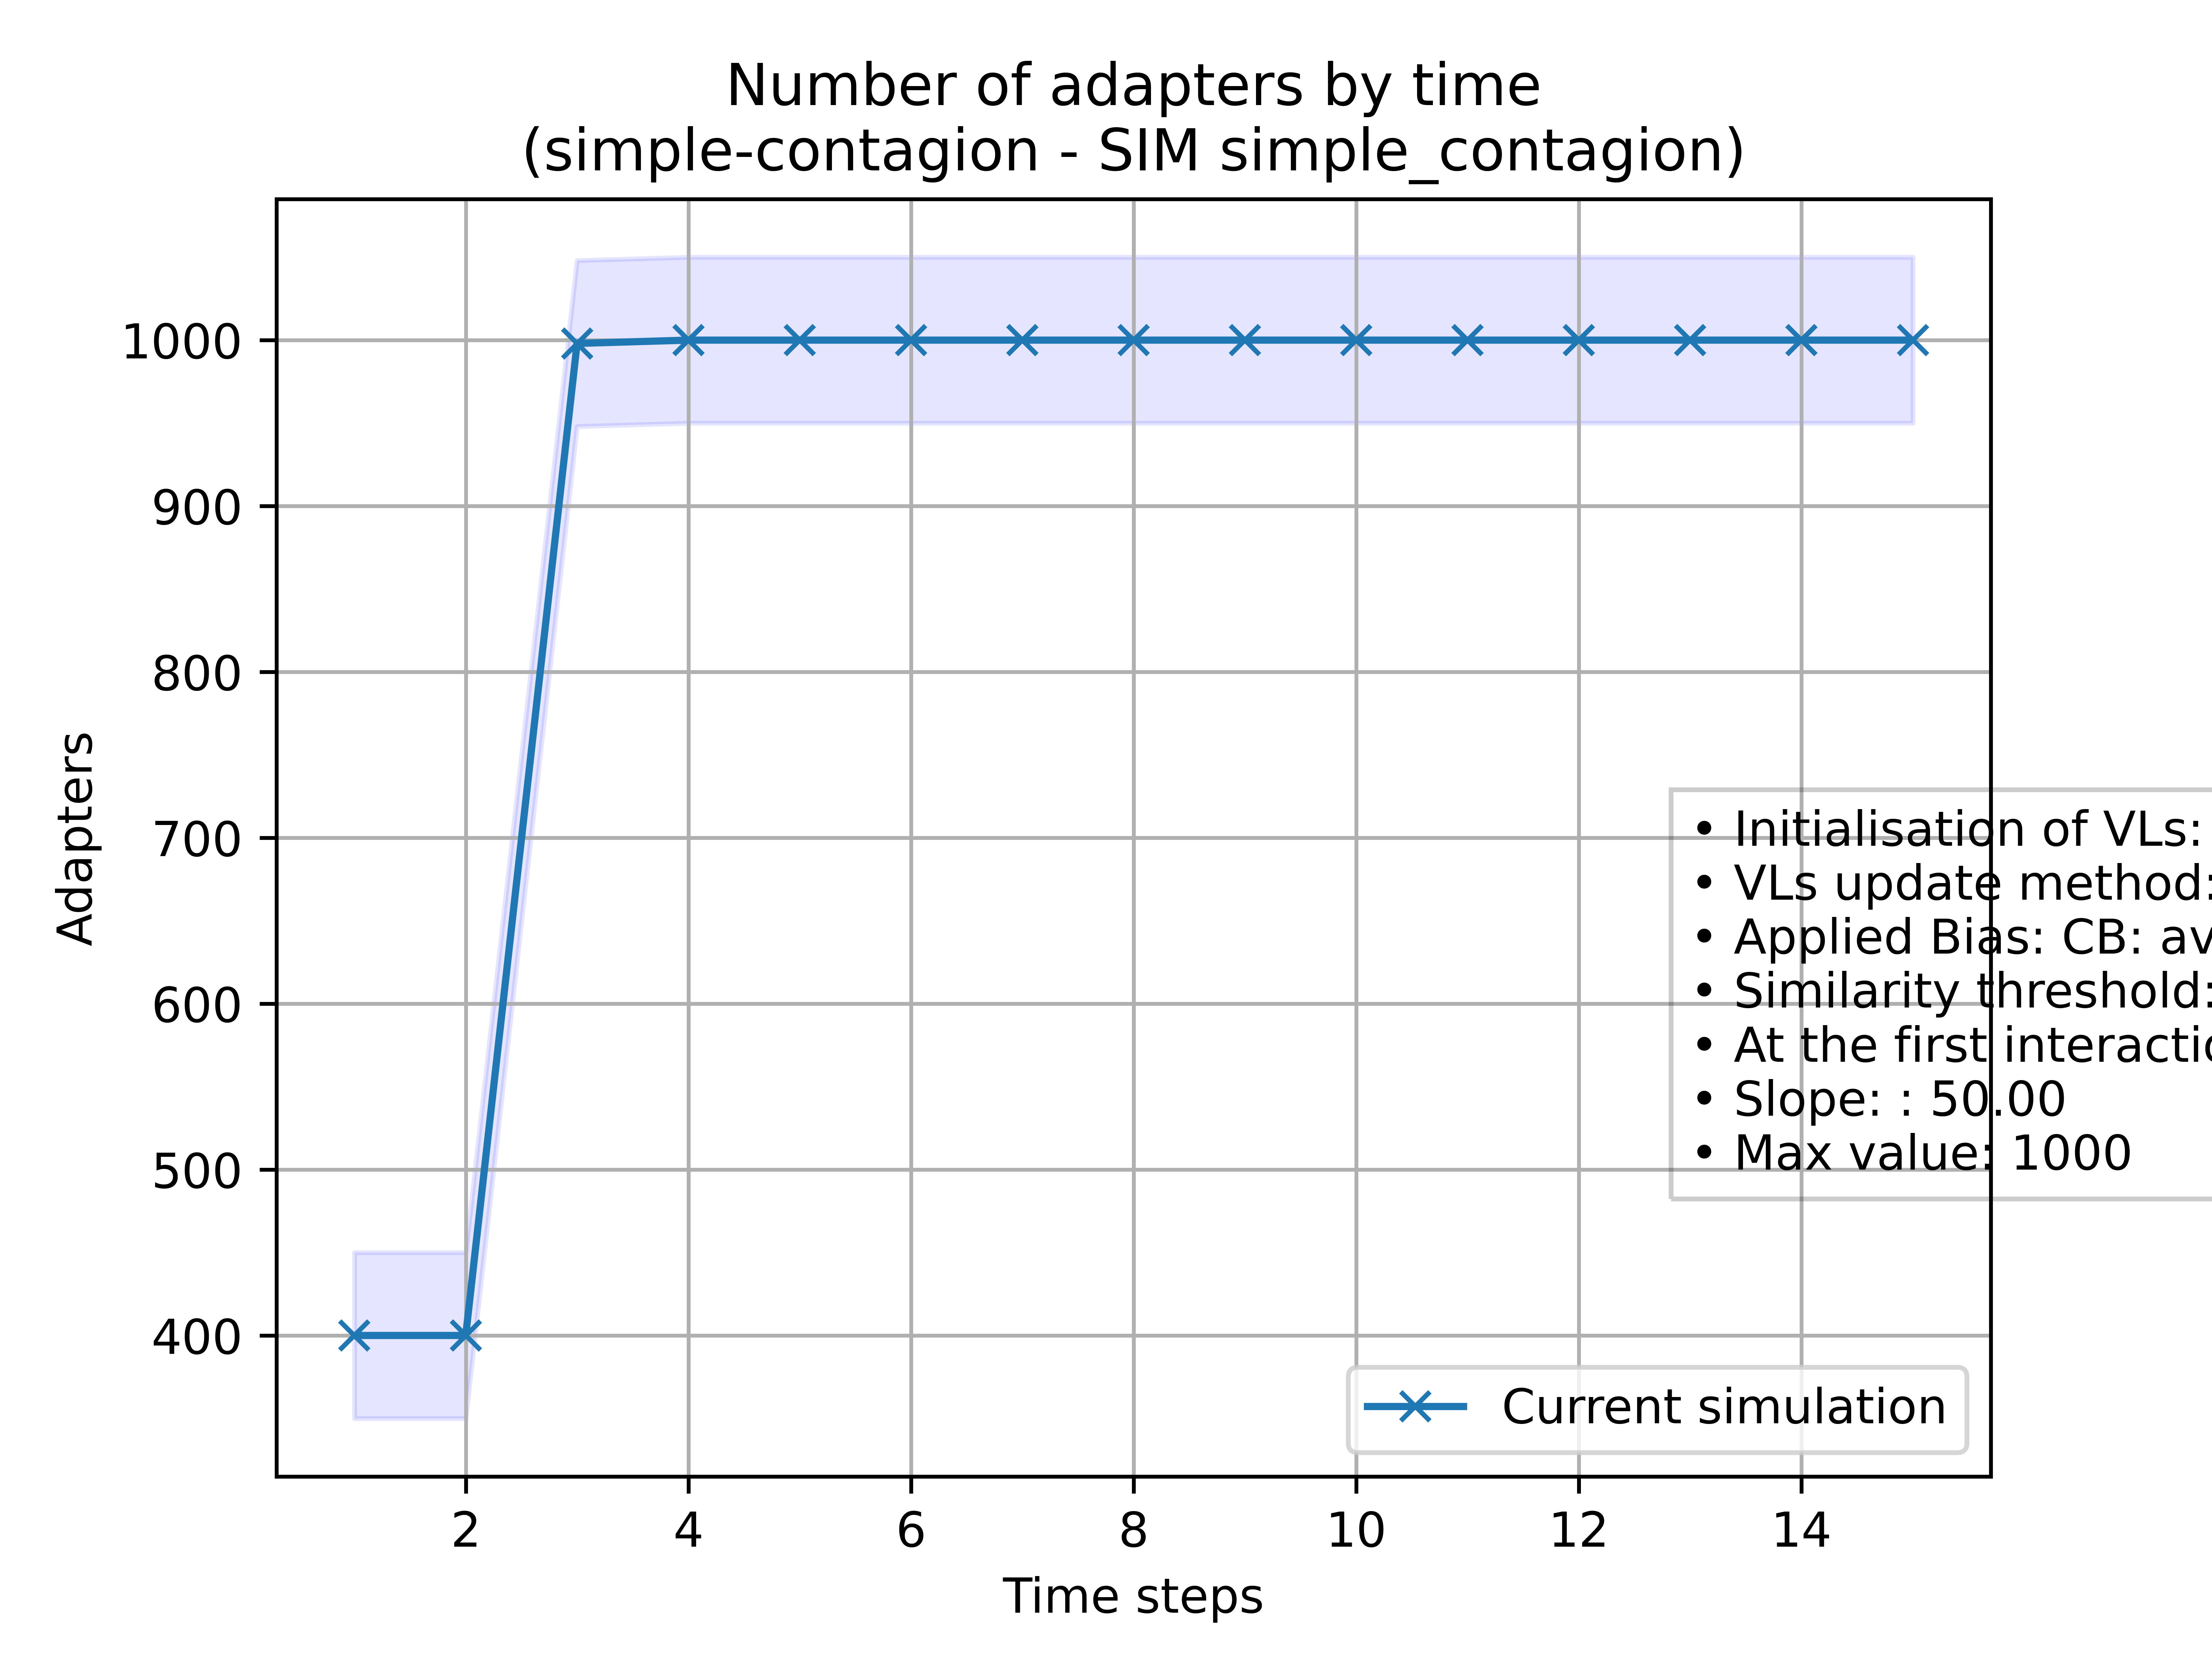 Number of adapters by time
(simple-contagion - SIM simple_contagion)
1000
900
800
700
600
500
400
Adapters
• Initialisation of VLs:
• VLs update method:
• Applied Bias: CB:
• Similarity threshold:
• At the first
• Slope: : 50.00
• Max value: 1000
Current simulation
2 4 6 8 10 12 14
Time steps